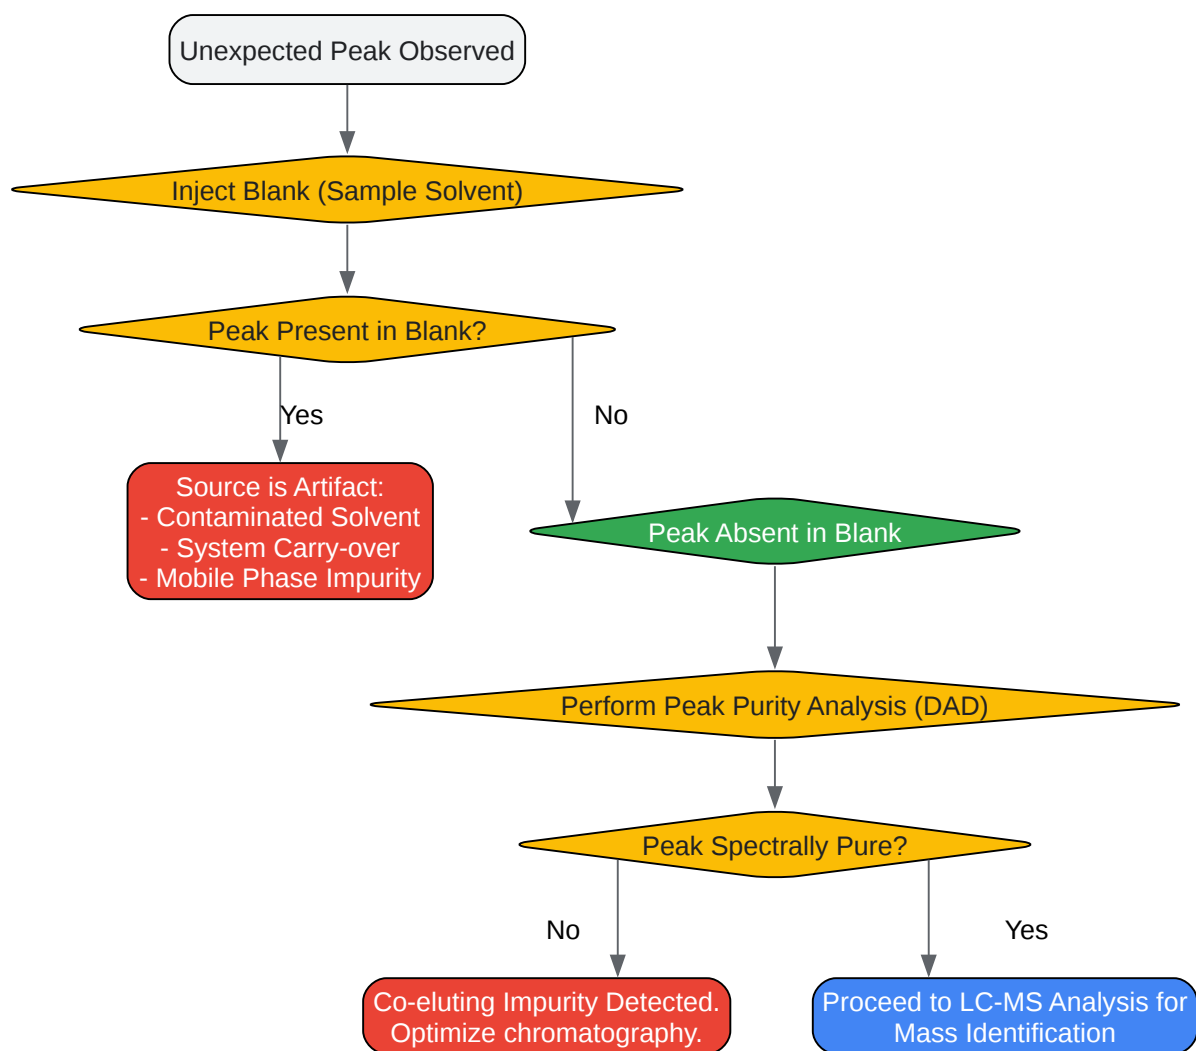 Unexpected Peak Observed
Inject Blank (Sample Solvent)
Peak Present in Blank?
Yes
No
Source is Artifact:
- Contaminated Solvent
- System Carry-over
- Mobile Phase Impurity
Peak Absent in Blank
Perform Peak Purity Analysis (DAD)
Peak Spectrally Pure?
No
Yes
Co-eluting Impurity Detected.
Optimize chromatography.
Proceed to LC-MS Analysis for
Mass Identification